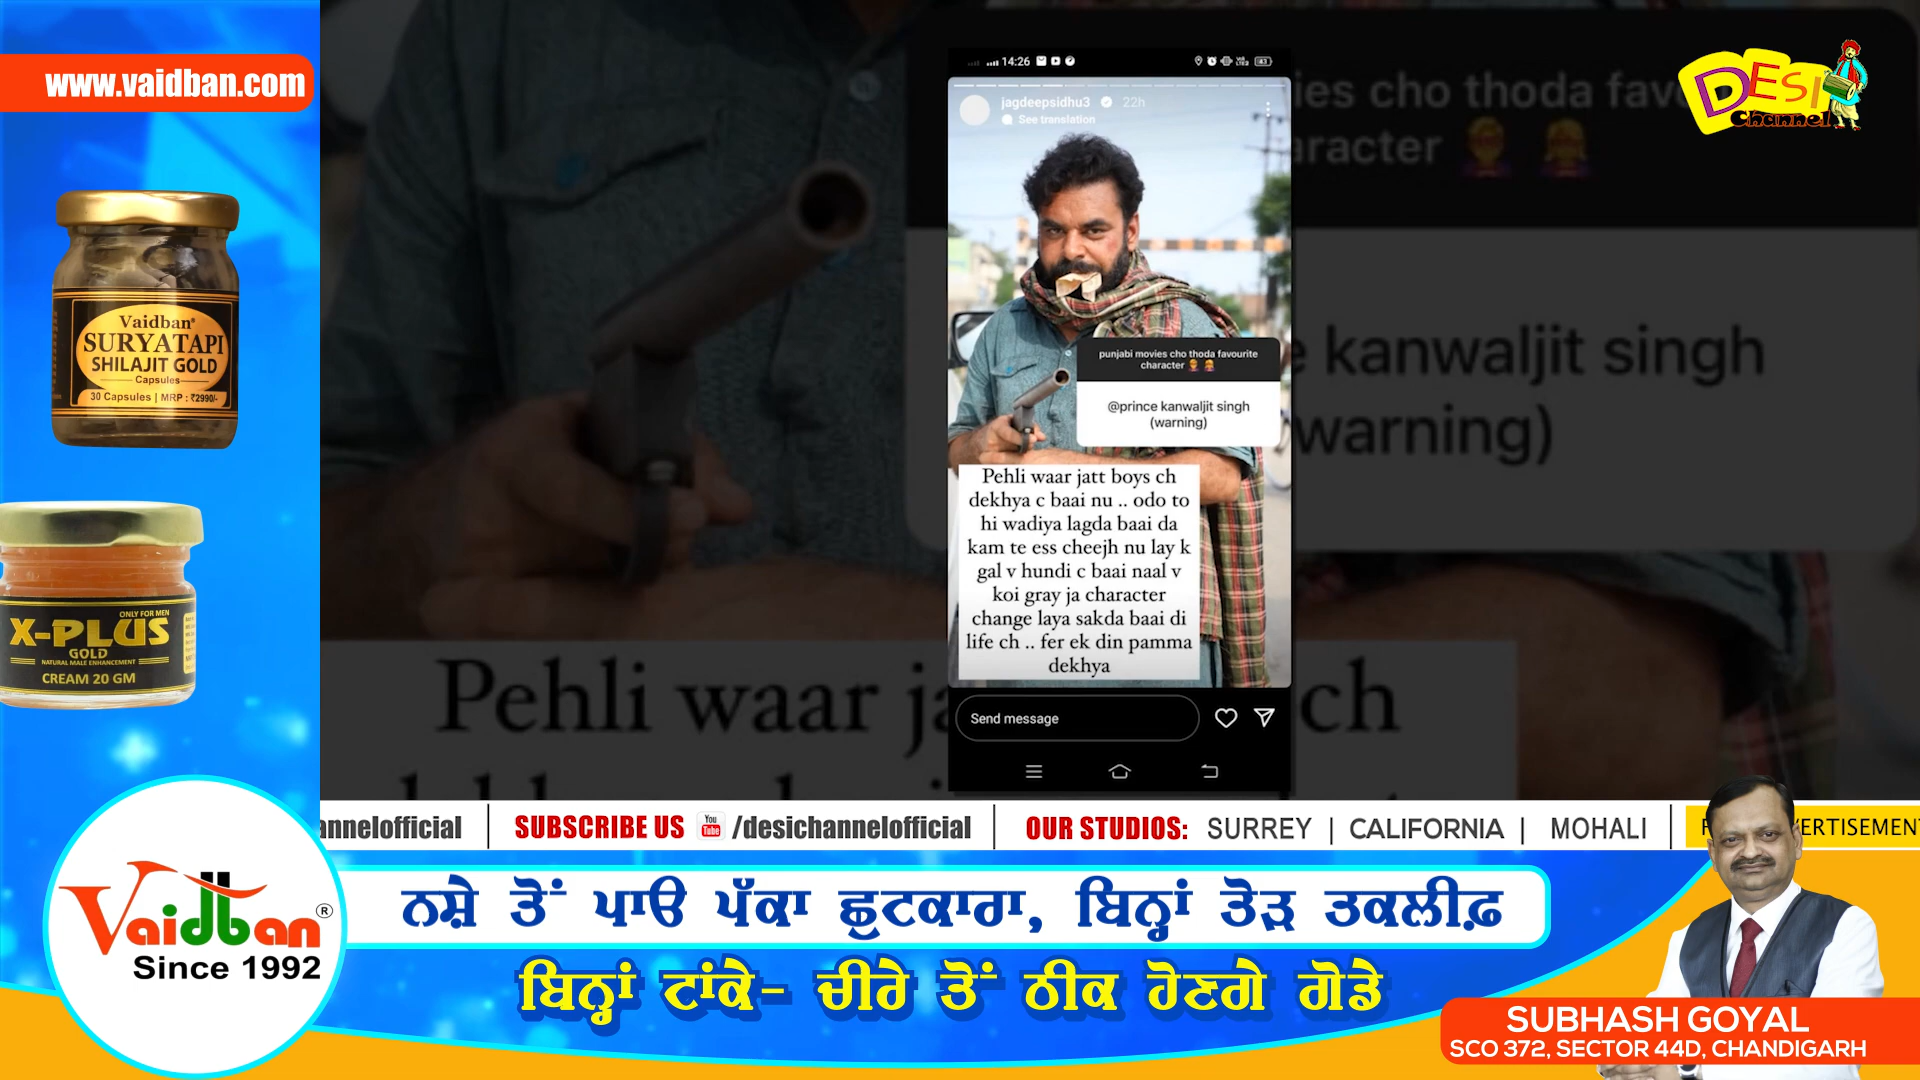 www.vaidban.com
Vaidban®
SURYATAPI
SHILAJIT GOLD
Capsules
30 Capsules | MRP : ₹2990/-
ONLY FOR MEN
X-PLUS
GOLD
NATURAL MALE ENHANCEMENT
CREAM 20 GM
14:26
jagdeepsidhu3 22h
See translation
punjabi movies cho thoda favourite
character
@prince kanwaljit singh
(warning)
Pehli waar jatt boys ch
dekhya c baai nu .. odo to
hi wadiya lagda baai da
kam te ess cheejh nu lay k
gal v hundi c baai naal v
koi gray ja character
change laya sakda baai di
life ch .. fer ek din pamma
dekhya
Send message
ies cho thoda fav
aracter
kanwaljit singh
warning)
Pehli waar ja ch
DESI
Channel
annelofficial | SUBSCRIBE US You Tube /desichannelofficial | OUR STUDIOS: SURREY | CALIFORNIA | MOHALI |
Vaidban®
Since 1992
ਨਸ਼ੇ ਤੋਂ ਪਾਓ ਪੱਕਾ ਛੁਟਕਾਰਾ, ਬਿਨ੍ਹਾਂ ਤੋੜ ਤਕਲੀਫ਼
ਬਿਨ੍ਹਾਂ ਟਾਂਕੇ- ਚੀਰੇ ਤੋਂ ਠੀਕ ਹੋਣਗੇ ਗੋਡੇ
SUBHASH GOYAL
SCO 372, SECTOR 44D, CHANDIGARH